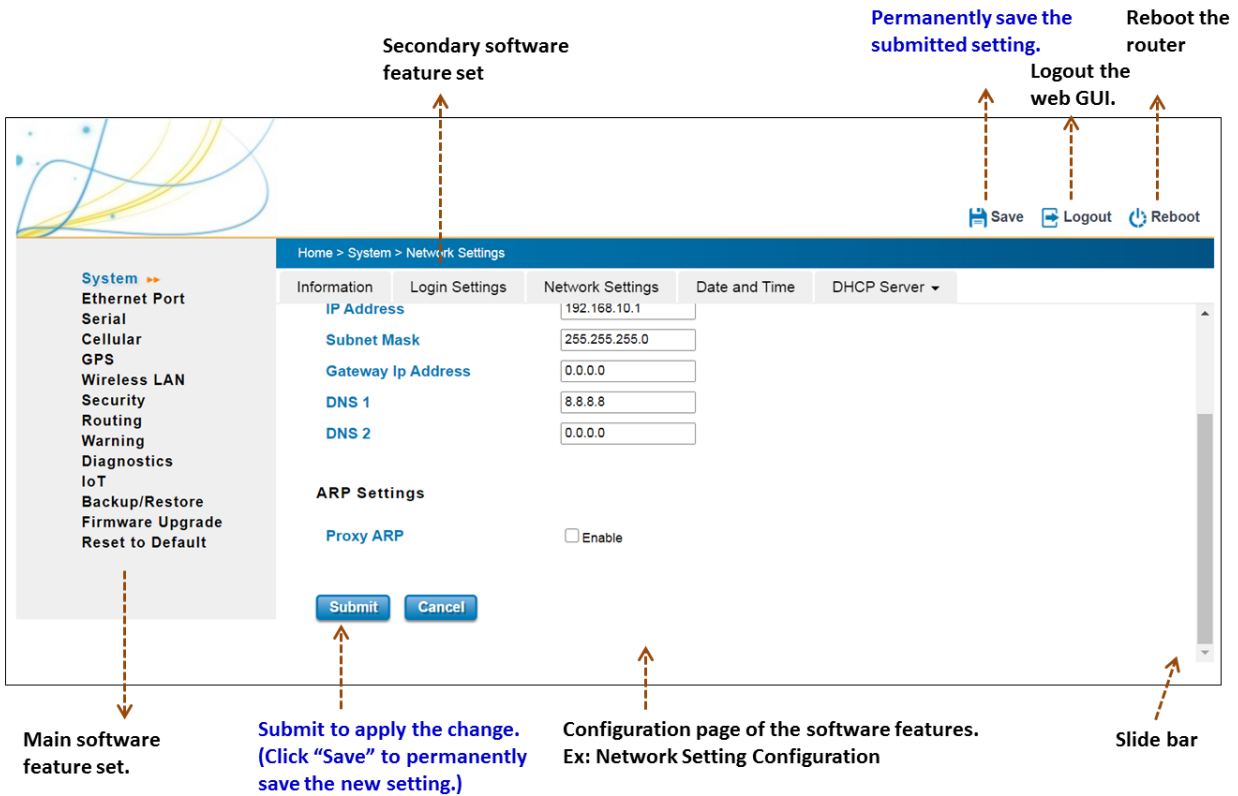 Permanently save the
submitted setting.
Reboot the
router
Secondary software
feature set
Logout the
web GUI.
Save
Logout
Reboot
Home > System > Network Settings
System
Ethernet Port
Serial
Cellular
GPS
Wireless LAN
Security
Routing
Warning
Diagnostics
IoT
Backup/Restore
Firmware Upgrade
Reset to Default
Information Login Settings Network Settings Date and Time DHCP Server
IP Address 192.168.10.1
Subnet Mask 255.255.255.0
Gateway Ip Address 0.0.0.0
DNS 1 8.8.8.8
DNS 2 0.0.0.0
ARP Settings
Proxy ARP Enable
Submit Cancel
Main software
feature set.
Submit to apply the change.
(Click “Save” to permanently
save the new setting.)
Configuration page of the software features.
Ex: Network Setting Configuration
Slide bar